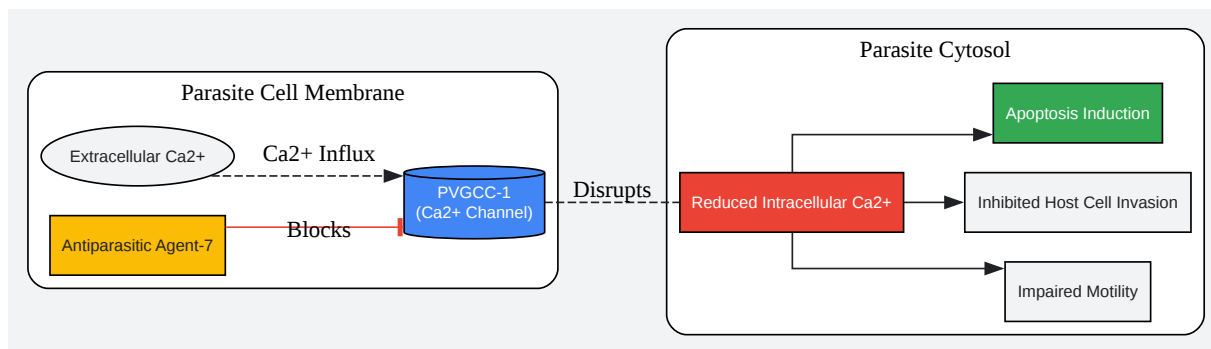 Parasite Cell Membrane
Extracellular Ca2+
Ca2+ Influx
PVGCC-1
(Ca2+ Channel)
Antiparasitic Agent-7
Blocks
Disrupts
Parasite Cytosol
Reduced Intracellular Ca2+
Apoptosis Induction
Inhibited Host Cell Invasion
Impaired Motility